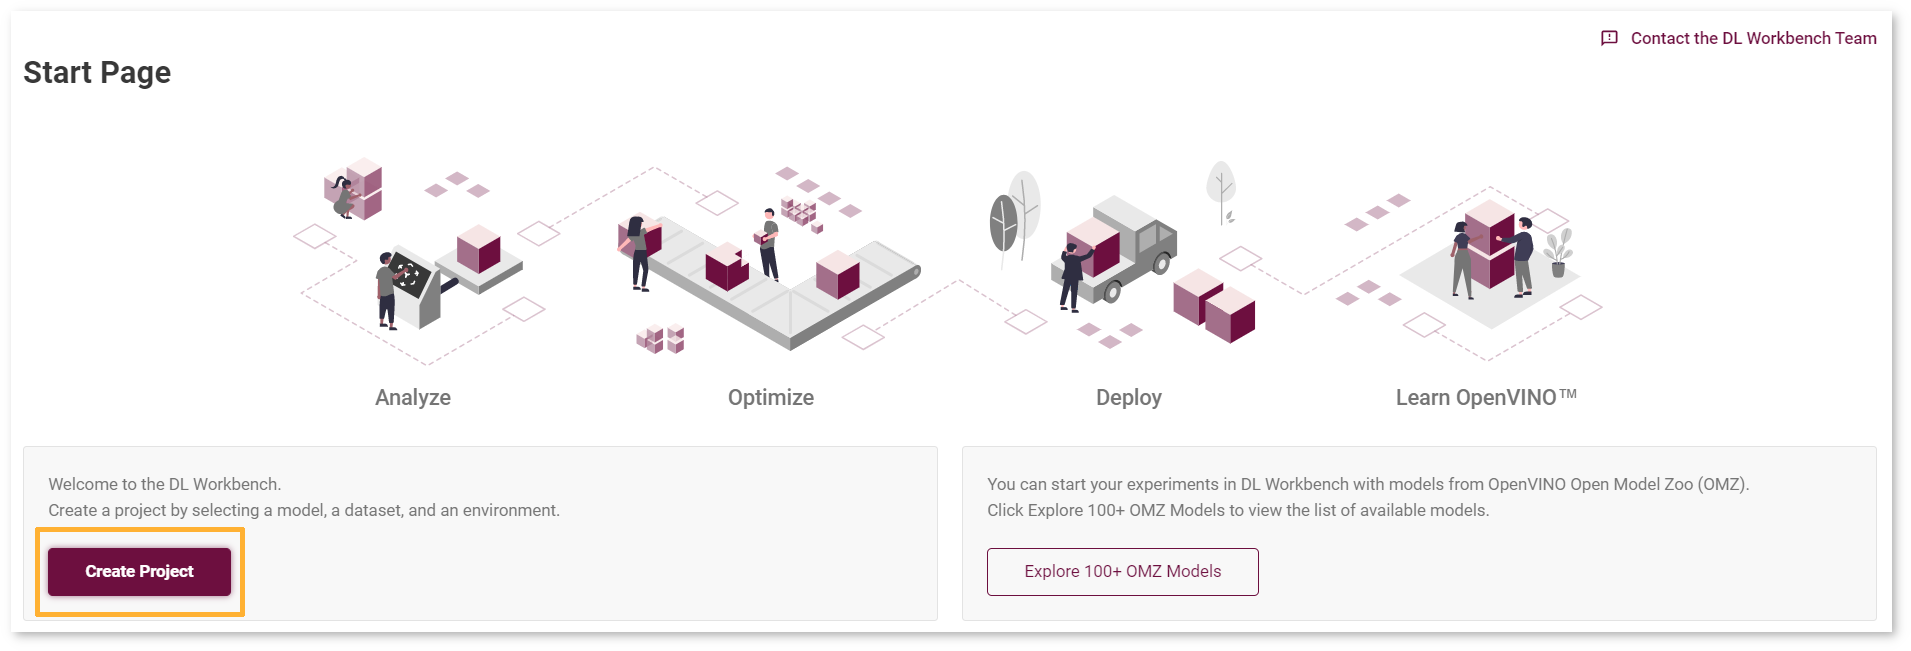 Contact the DL Workbench Team
Start Page
Analyze
Optimize
Deploy
Learn OpenVINO™
Welcome to the DL Workbench.
Create a project by selecting a model, a dataset, and an environment.
Create Project
You can start your experiments in DL Workbench with models from OpenVINO Open Model Zoo (OMZ).
Click Explore 100+ OMZ Models to view the list of available models.
Explore 100+ OMZ Models